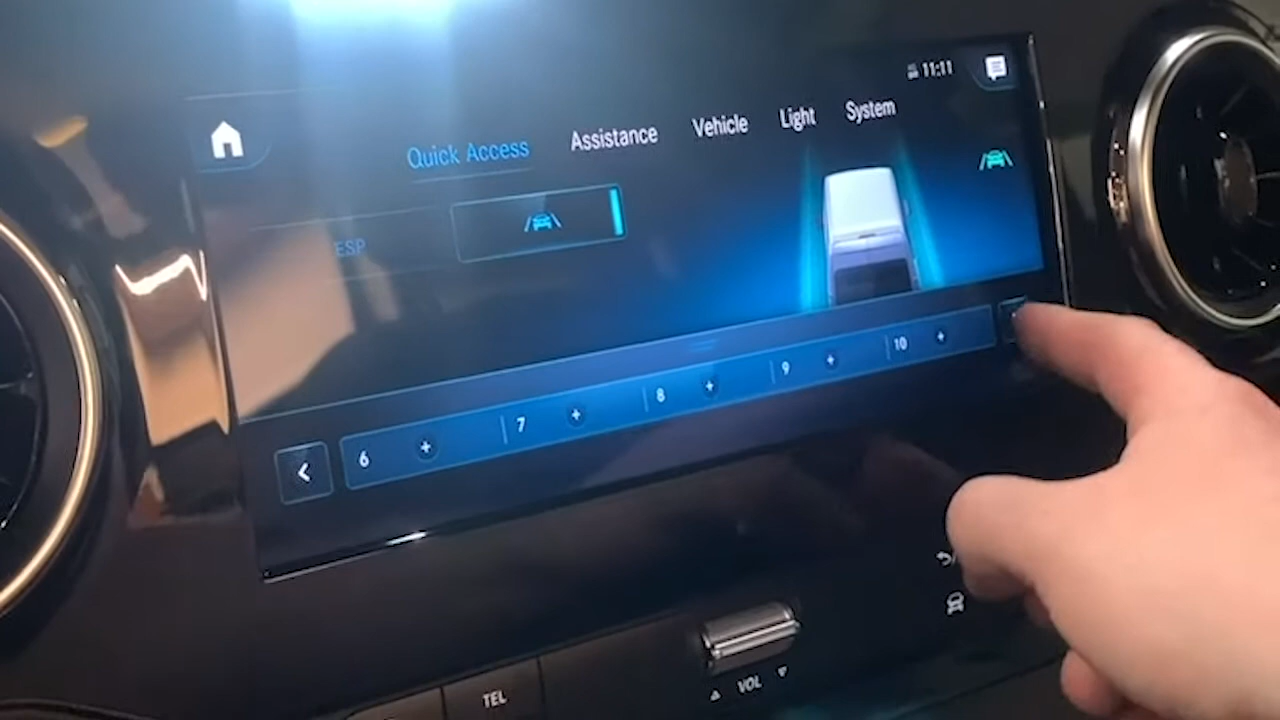 11:11
Quick Access Assistance Vehicle Light System
ESP
6 + 7 + 8 + 9 + 10 +
TEL
VOL